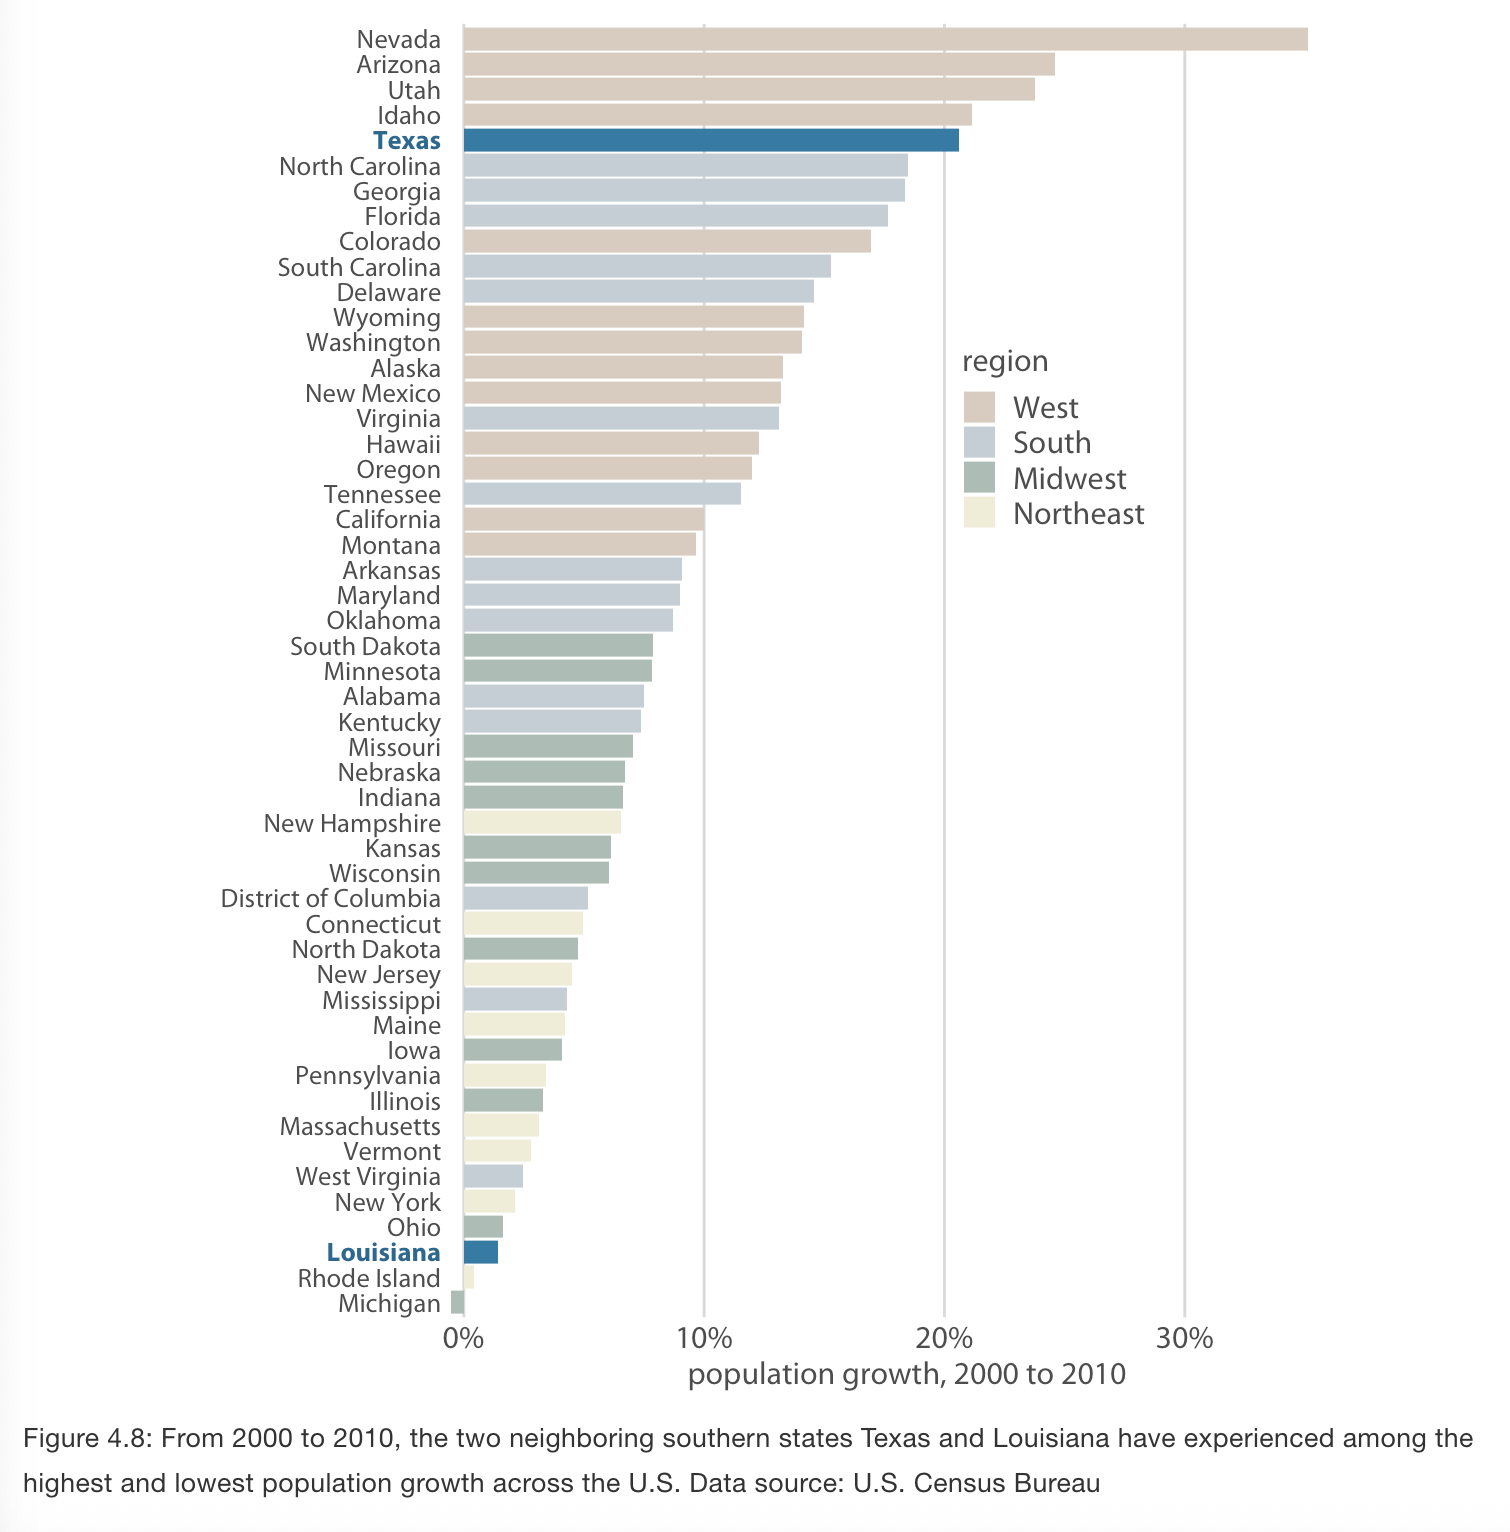 Nevada
Arizona
Utah
Idaho
Texas
North Carolina
Georgia
Florida
Colorado
South Carolina
Delaware
Wyoming
Washington
Alaska
New Mexico
Virginia
Hawaii
Oregon
Tennessee
California
Montana
Arkansas
Maryland
Oklahoma
South Dakota
Minnesota
Alabama
Kentucky
Missouri
Nebraska
Indiana
New Hampshire
Kansas
Wisconsin
District of Columbia
Connecticut
North Dakota
New Jersey
Mississippi
Maine
Iowa
Pennsylvania
Illinois
Massachusetts
Vermont
West Virginia
New York
Ohio
Louisiana
Rhode Island
Michigan
region
West
South
Midwest
Northeast
0% 10% 20% 30%
population growth, 2000 to 2010
Figure 4.8: From 2000 to 2010, the two neighboring southern states Texas and Louisiana have experienced among the
highest and lowest population growth across the U.S. Data source: U.S. Census Bureau